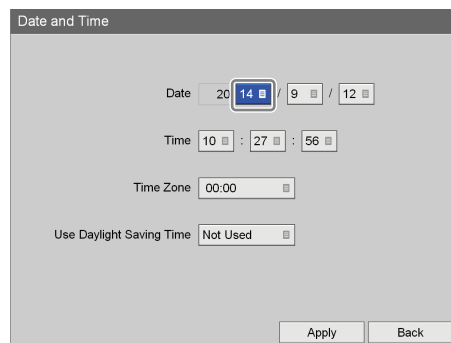 Date and Time
Date 20 14 / 9 / 12
Time 10 : 27 : 56
Time Zone 00:00
Use Daylight Saving Time Not Used
Apply Back